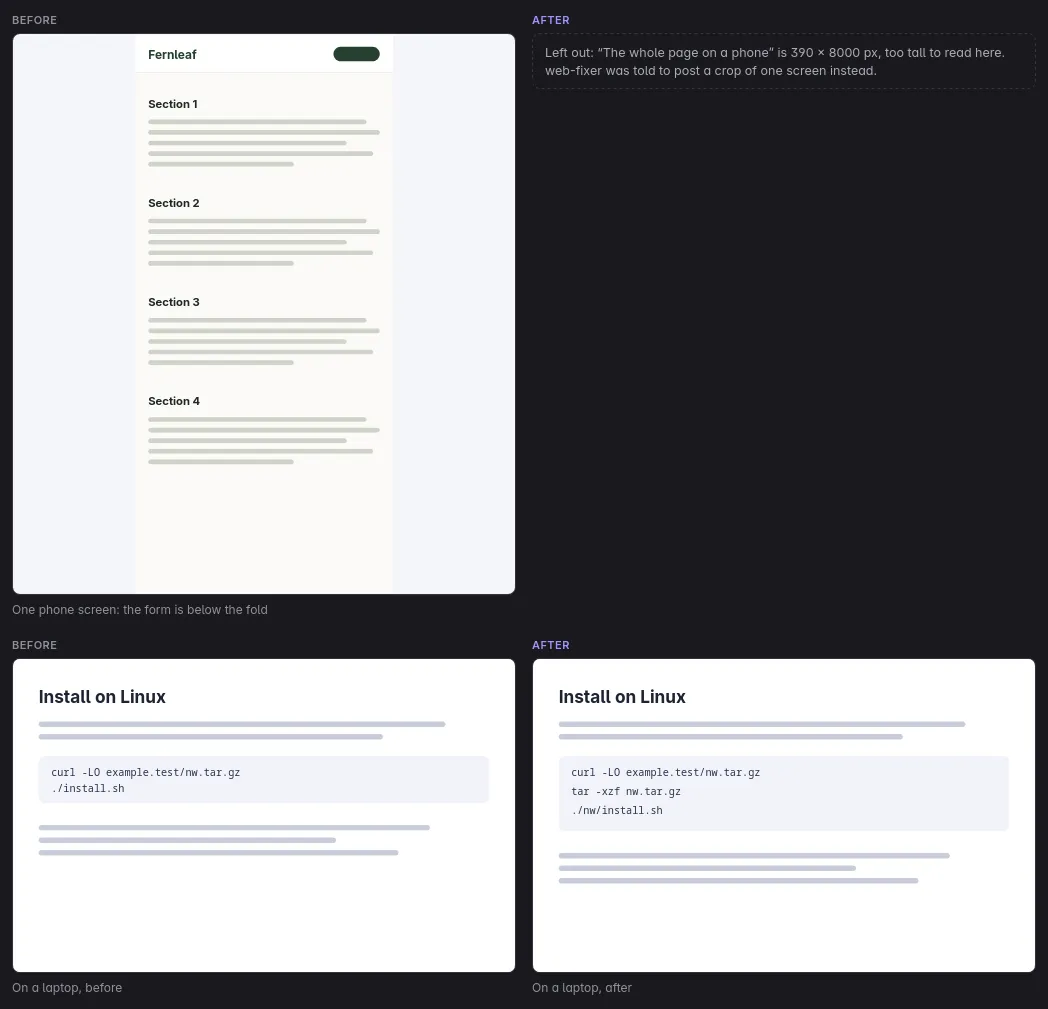 BEFORE
Fernleaf
Section 1
Section 2
Section 3
Section 4
One phone screen: the form is below the fold
AFTER
Left out: “The whole page on a phone” is 390 × 8000 px, too tall to read here.
web-fixer was told to post a crop of one screen instead.
BEFORE
Install on Linux
curl -LO example.test/nw.tar.gz
./install.sh
On a laptop, before
AFTER
Install on Linux
curl -LO example.test/nw.tar.gz
tar -xzf nw.tar.gz
./nw/install.sh
On a laptop, after